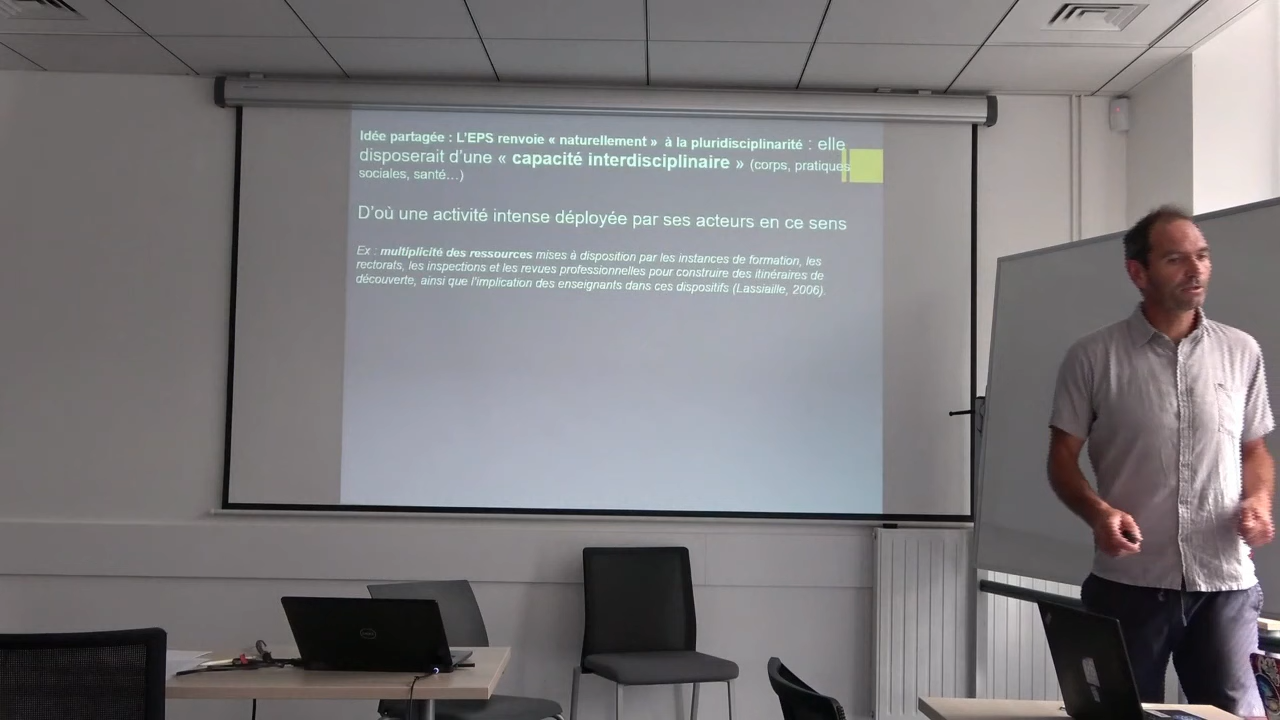 Idée partagée : L'EPS renvoie « naturellement » à la pluridisciplinarité : elle
disposerait d'une « capacité interdisciplinaire » (corps, pratiques
sociales, santé…)
D'où une activité intense déployée par ses acteurs en ce sens
Ex : multiplicité des ressources mises à disposition par les instances de formation, les
rectorats, les inspections et les revues professionnelles pour construire des itinéraires de
découverte, ainsi que l'implication des enseignants dans ces dispositifs (Lassiaille, 2006).
DELL